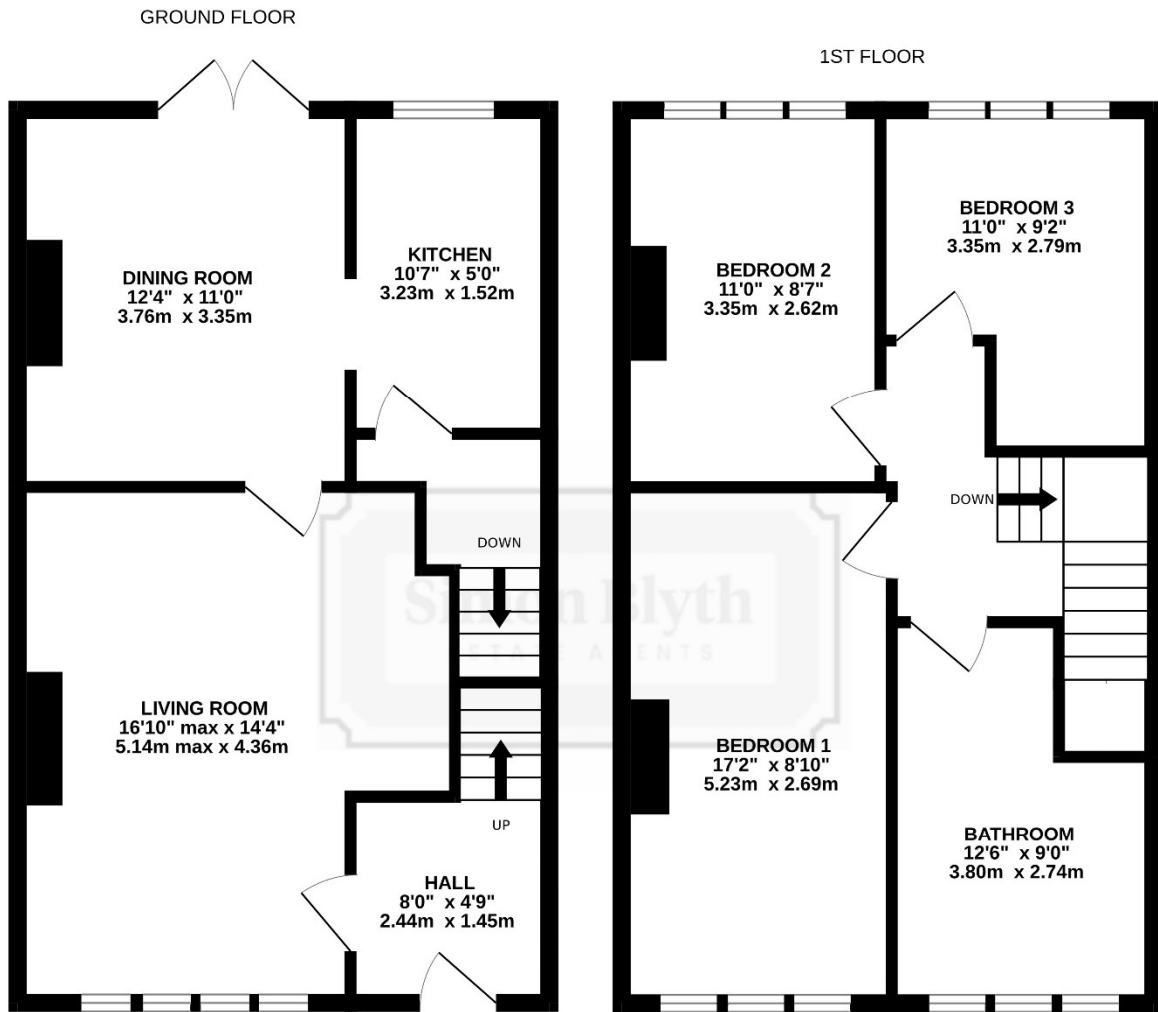 GROUND FLOOR
DINING ROOM
12'4" x 11'0"
3.76m x 3.35m
KITCHEN
10'7" x 5'0"
3.23m x 1.52m
DOWN
LIVING ROOM
16'10" max x 14'4"
5.14m max x 4.36m
UP
HALL
8'0" x 4'9"
2.44m x 1.45m
1ST FLOOR
BEDROOM 2
11'0" x 8'7"
3.35m x 2.62m
BEDROOM 3
11'0" x 9'2"
3.35m x 2.79m
DOWN
BEDROOM 1
17'2" x 8'10"
5.23m x 2.69m
BATHROOM
12'6" x 9'0"
3.80m x 2.74m
Simon Blyth
ESTATE AGENTS